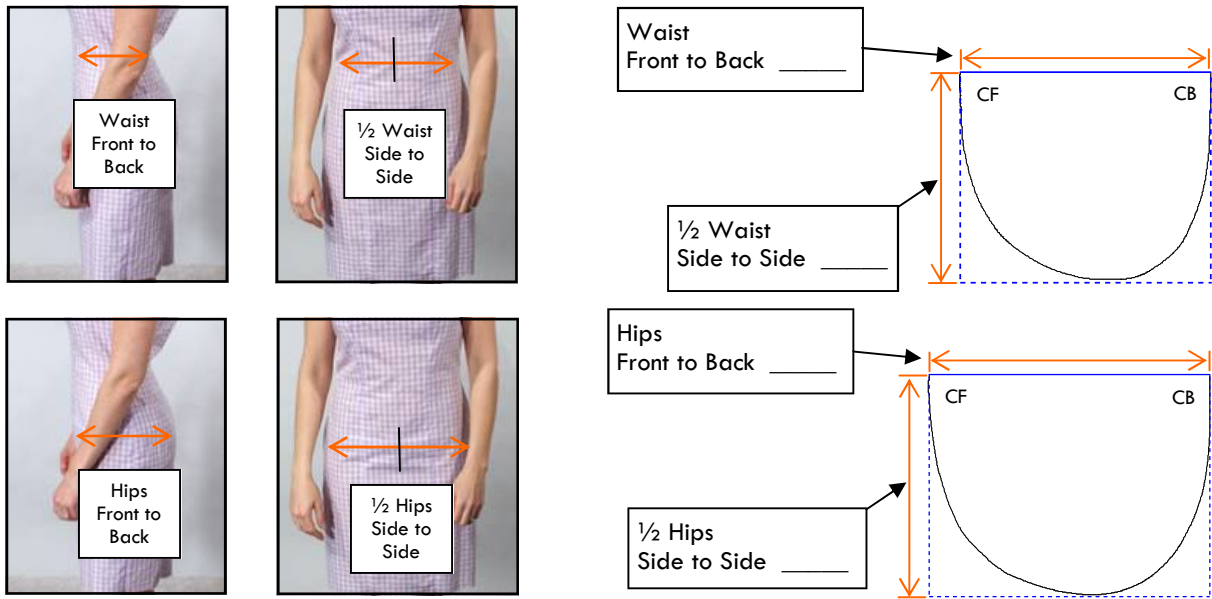 Waist
Front to
Back
½ Waist
Side to
Side
Waist
Front to Back _____
CF
CB
½ Waist
Side to Side _____
Hips
Front to
Back
½ Hips
Side to
Side
Hips
Front to Back _____
CF
CB
½ Hips
Side to Side _____